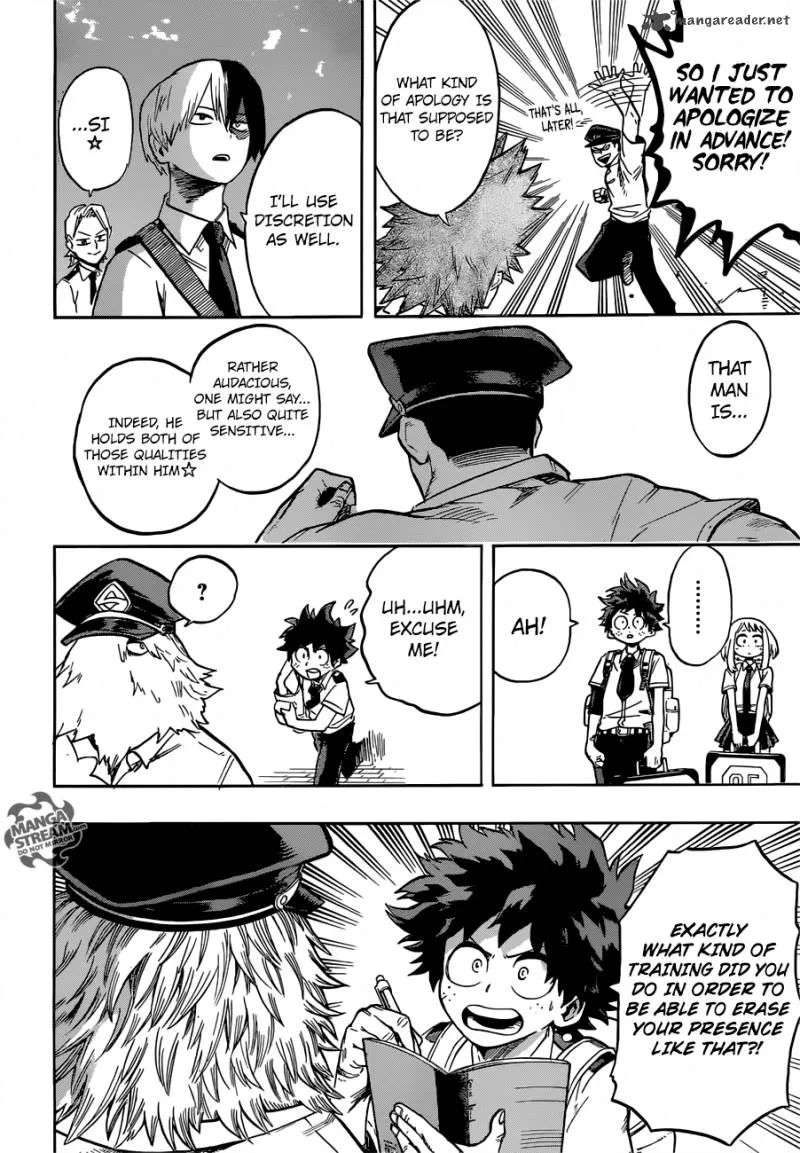 mangareader.net
SO I JUST
WANTED TO
APOLOGIZE
IN ADVANCE!
SORRY!
THAT'S ALL,
LATER!
WHAT KIND
OF APOLOGY IS
THAT SUPPOSED
TO BE?
I'LL USE
DISCRETION
AS WELL.
...SI
☆
THAT
MAN
IS...
RATHER
AUDACIOUS,
ONE MIGHT SAY...
BUT ALSO QUITE
SENSITIVE...
INDEED, HE
HOLDS BOTH OF
THOSE QUALITIES
WITHIN HIM☆
.........
AH!
UH...UHM,
EXCUSE
ME!
?
EXACTLY
WHAT KIND OF
TRAINING DID YOU
DO IN ORDER TO
BE ABLE TO ERASE
YOUR PRESENCE
LIKE THAT?!
MANGA
STREAM.com
DO NOT MIRROR